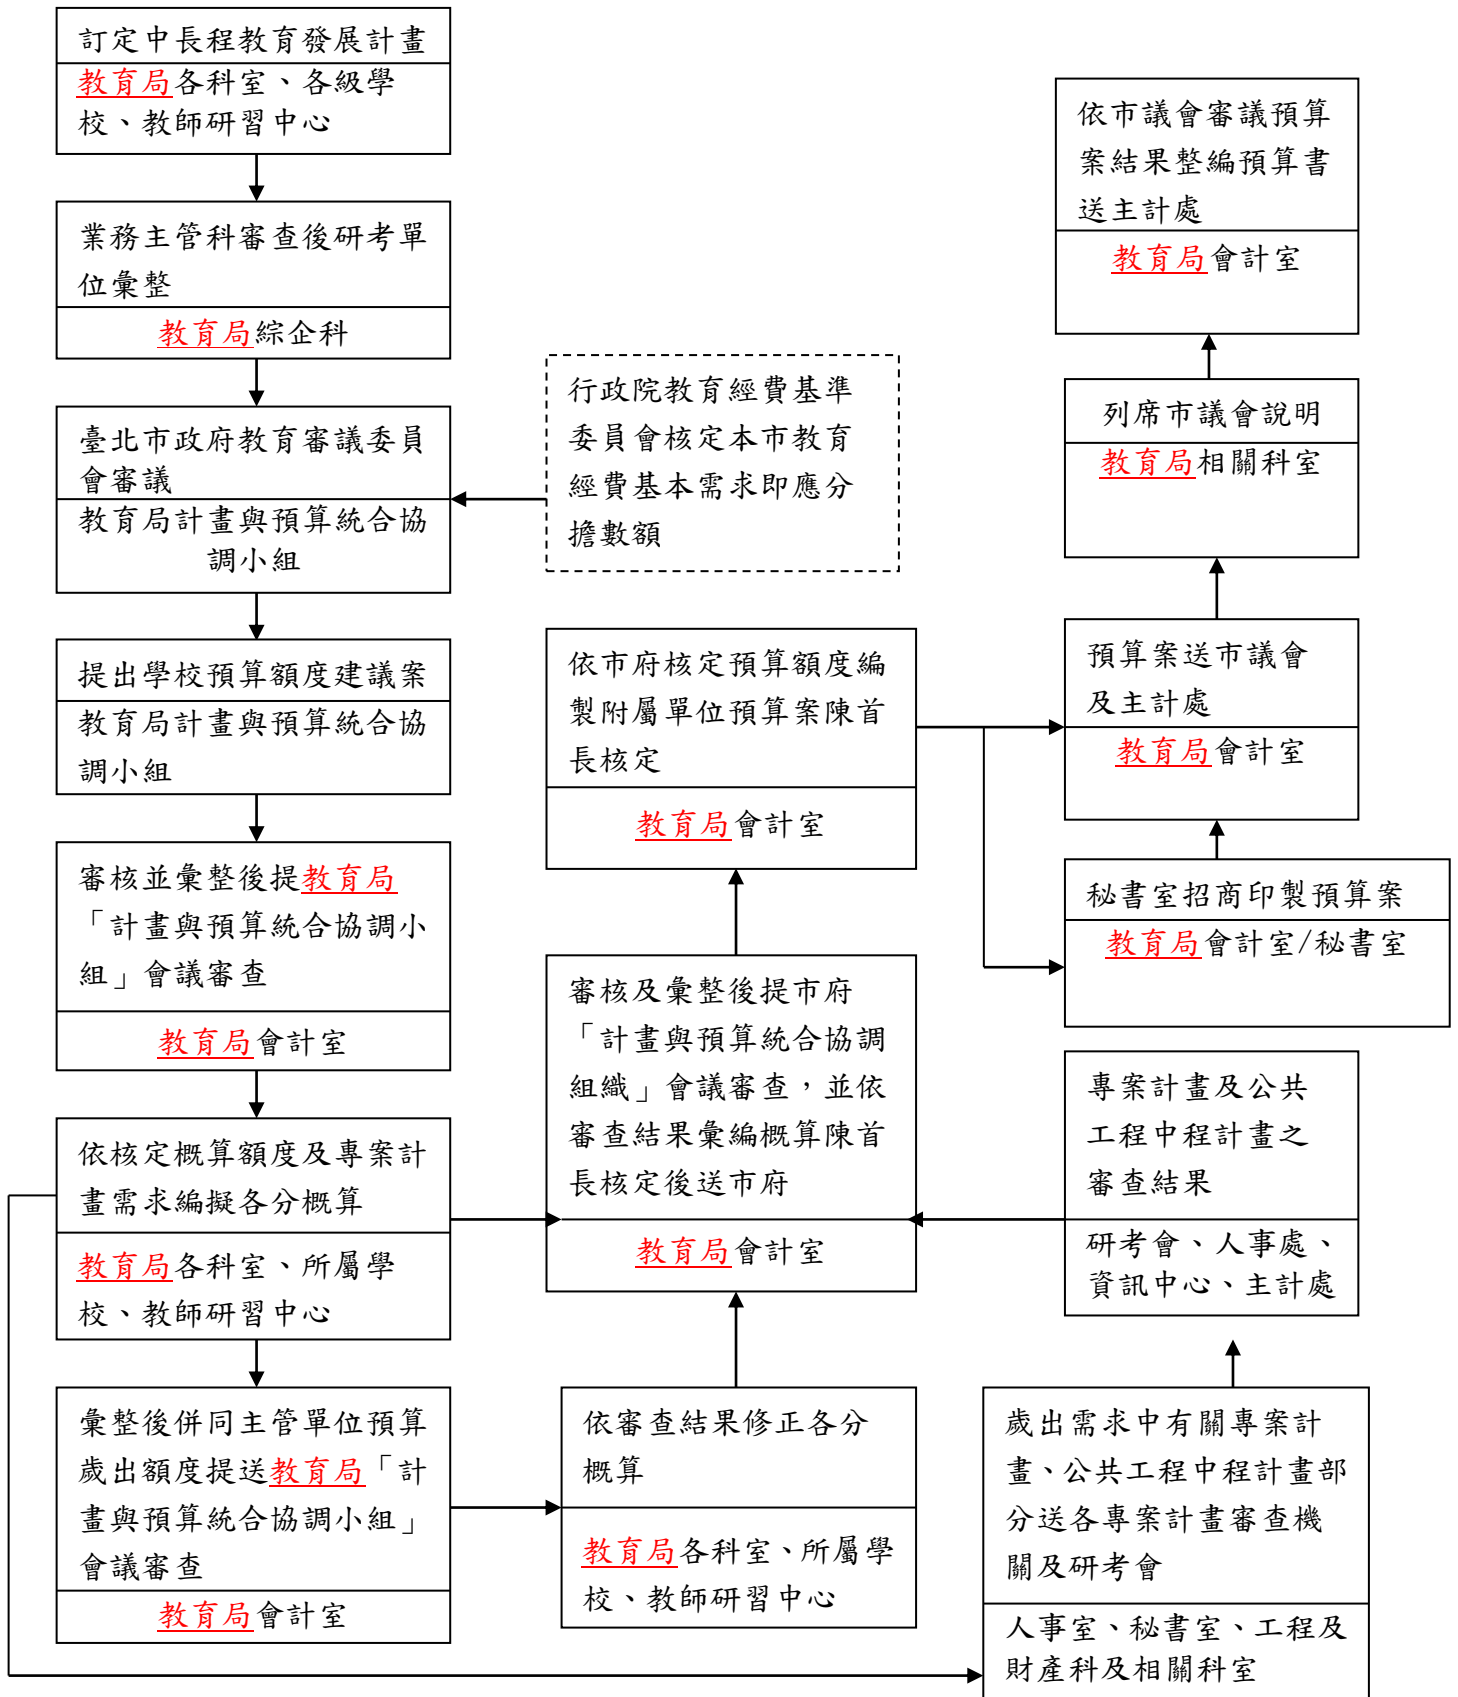 訂定中長程教育發展計畫
教育局各科室、各級學
校、教師研習中心
業務主管科審查後研考單
位彙整
教育局綜企科
臺北市政府教育審議委員
會審議
教育局計畫與預算統合協
調小組
提出學校預算額度建議案
教育局計畫與預算統合協
調小組
審核並彙整後提教育局
「計畫與預算統合協調小
組」會議審查
教育局會計室
依核定概算額度及專案計
畫需求編擬各分概算
教育局各科室、所屬學
校、教師研習中心
彙整後併同主管單位預算
歲出額度提送教育局「計
畫與預算統合協調小組」
會議審查
教育局會計室
行政院教育經費基準
委員會核定本市教育
經費基本需求即應分
擔數額
依市府核定預算額度編
製附屬單位預算案陳首
長核定
教育局會計室
審核及彙整後提市府
「計畫與預算統合協調
組織」會議審查，並依
審查結果彙編概算陳首
長核定後送市府
教育局會計室
依審查結果修正各分
概算
教育局各科室、所屬學
校、教師研習中心
依市議會審議預算
案結果整編預算書
送主計處
教育局會計室
列席市議會說明
教育局相關科室
預算案送市議會
及主計處
教育局會計室
秘書室招商印製預算案
教育局會計室/秘書室
專案計畫及公共
工程中程計畫之
審查結果
研考會、人事處、
資訊中心、主計處
歲出需求中有關專案計
畫、公共工程中程計畫部
分送各專案計畫審查機
關及研考會
人事室、秘書室、工程及
財產科及相關科室